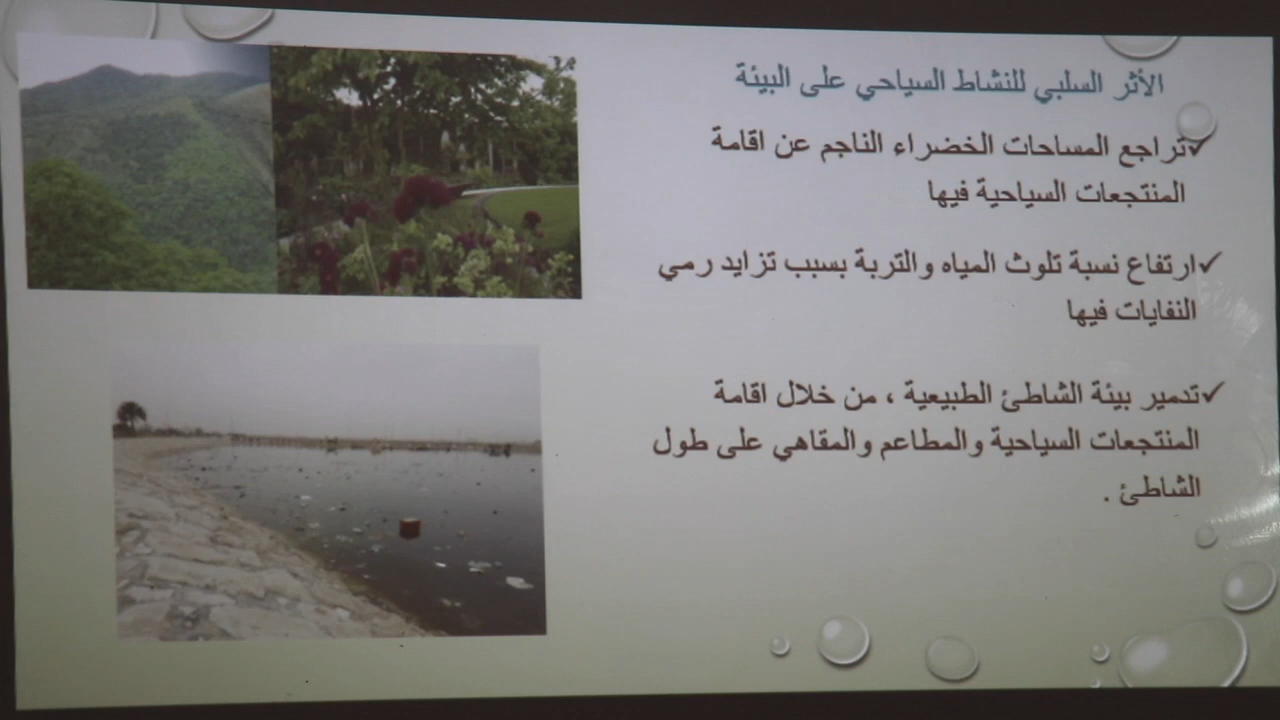 الأثر السلبي للنشاط السياحي على البيئة
✓تراجع المساحات الخضراء الناجم عن اقامة
المنتجعات السياحية فيها
✓ارتفاع نسبة تلوث المياه والتربة بسبب تزايد رمي
النفايات فيها
✓تدمير بيئة الشاطئ الطبيعية ، من خلال اقامة
المنتجعات السياحية والمطاعم والمقاهي على طول
الشاطئ .